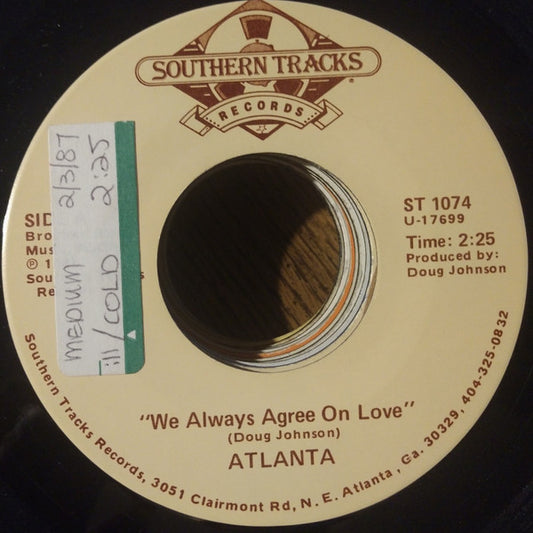 SOUTHERN TRACKS
RECORDS
®
SID
Bro
Mus
℗ 1
Sou s
Re
MEDIUM 2/3/87
:11/COLD 2:25
ST 1074
U-17699
Time: 2:25
Produced by:
Doug Johnson
"We Always Agree On Love"
(Doug Johnson)
ATLANTA
Southern Tracks Records, 3051 Clairmont Rd, N. E. Atlanta, Ga. 30329, 404-325-0832